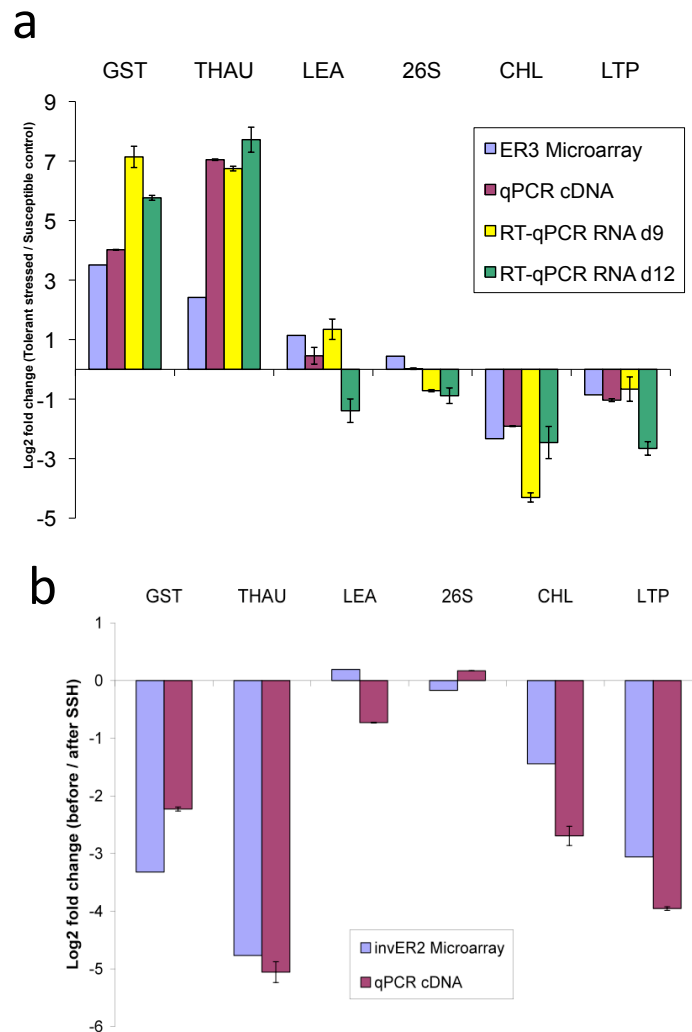 a
GST THAU LEA 26S CHL LTP
9
7
5
3
1
-1
-3
-5
Log2 fold change (Tolerant stressed / Susceptible control)
ER3 Microarray
qPCR cDNA
RT-qPCR RNA d9
RT-qPCR RNA d12
b
GST THAU LEA 26S CHL LTP
1
0
-1
-2
-3
-4
-5
-6
Log2 fold change (before / after SSH)
invER2 Microarray
qPCR cDNA